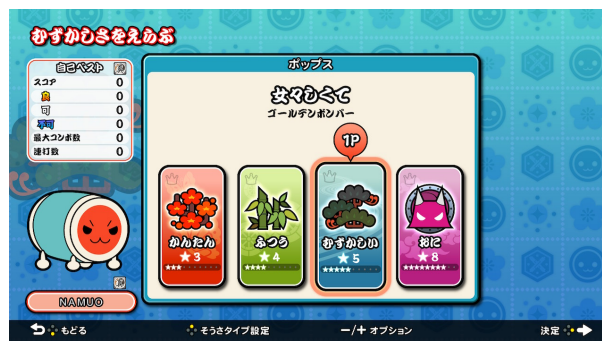 むずかしさをえらぶ
自己ベスト
スコア 0
良 0
可 0
不可 0
最大コンボ数 0
連打数 0
NAMUO
ポップス
女々しくて
ゴールデンボンバー
1P
かんたん
★3
ふつう
★4
むずかしい
★5
おに
★8
もどる
そうさタイプ設定
−/+ オプション
決定